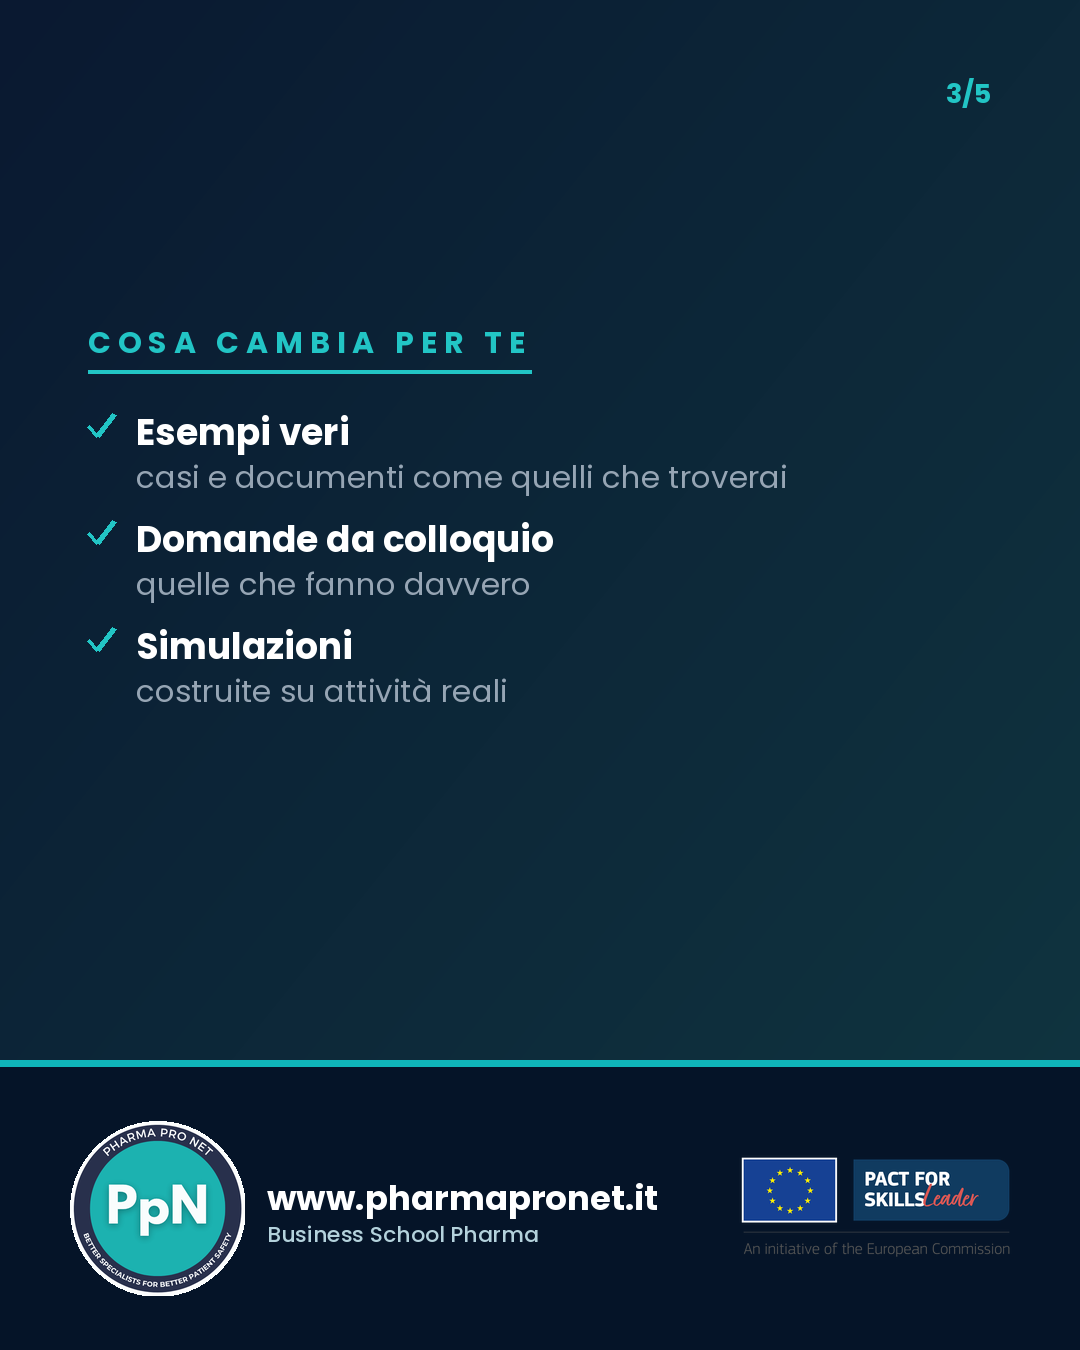 3/5
COSA CAMBIA PER TE
Esempi veri
casi e documenti come quelli che troverai
Domande da colloquio
quelle che fanno davvero
Simulazioni
costruite su attività reali
PHARMA PRO NET
PpN
BETTER SPECIALISTS FOR BETTER PATIENT SAFETY
www.pharmapronet.it
Business School Pharma
PACT FOR
SKILLS Leader
An initiative of the European Commission